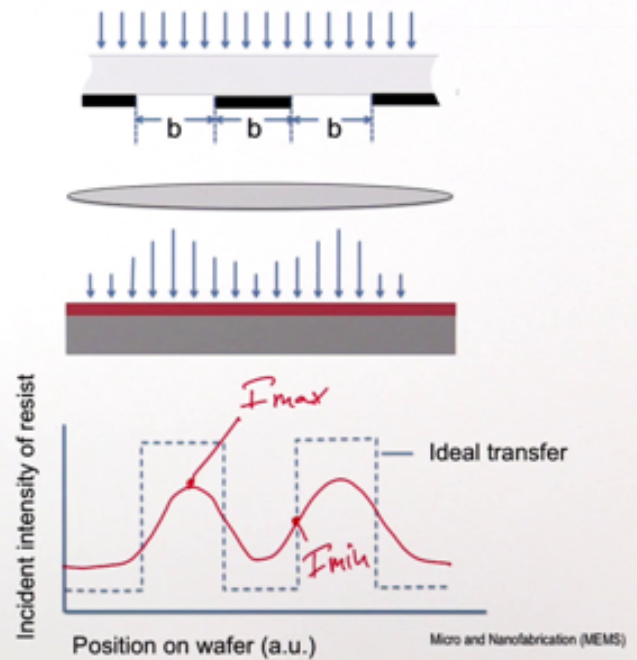 b b b
Imax
Ideal transfer
Imin
Incident intensity of resist
Position on wafer (a.u.)
Micro and Nanofabrication (MEMS)